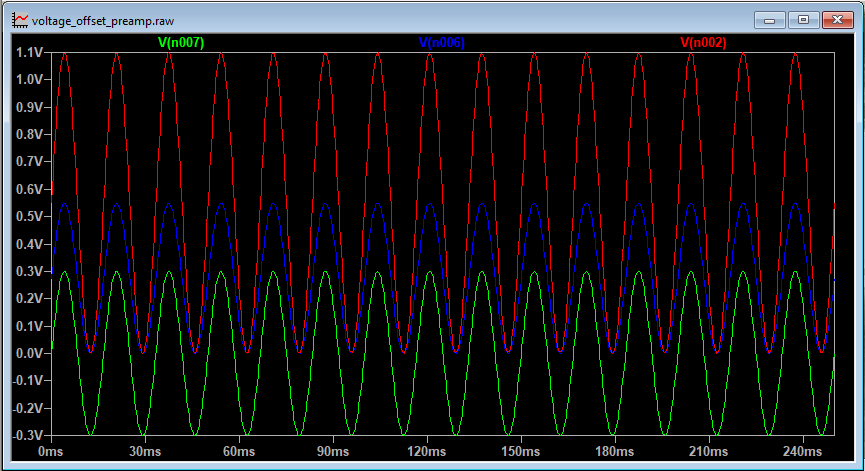 voltage_offset_preamp.raw
V(n007) V(n006) V(n002)
1.1V
1.0V
0.9V
0.8V
0.7V
0.6V
0.5V
0.4V
0.3V
0.2V
0.1V
0.0V
-0.1V
-0.2V
-0.3V
0ms 30ms 60ms 90ms 120ms 150ms 180ms 210ms 240ms